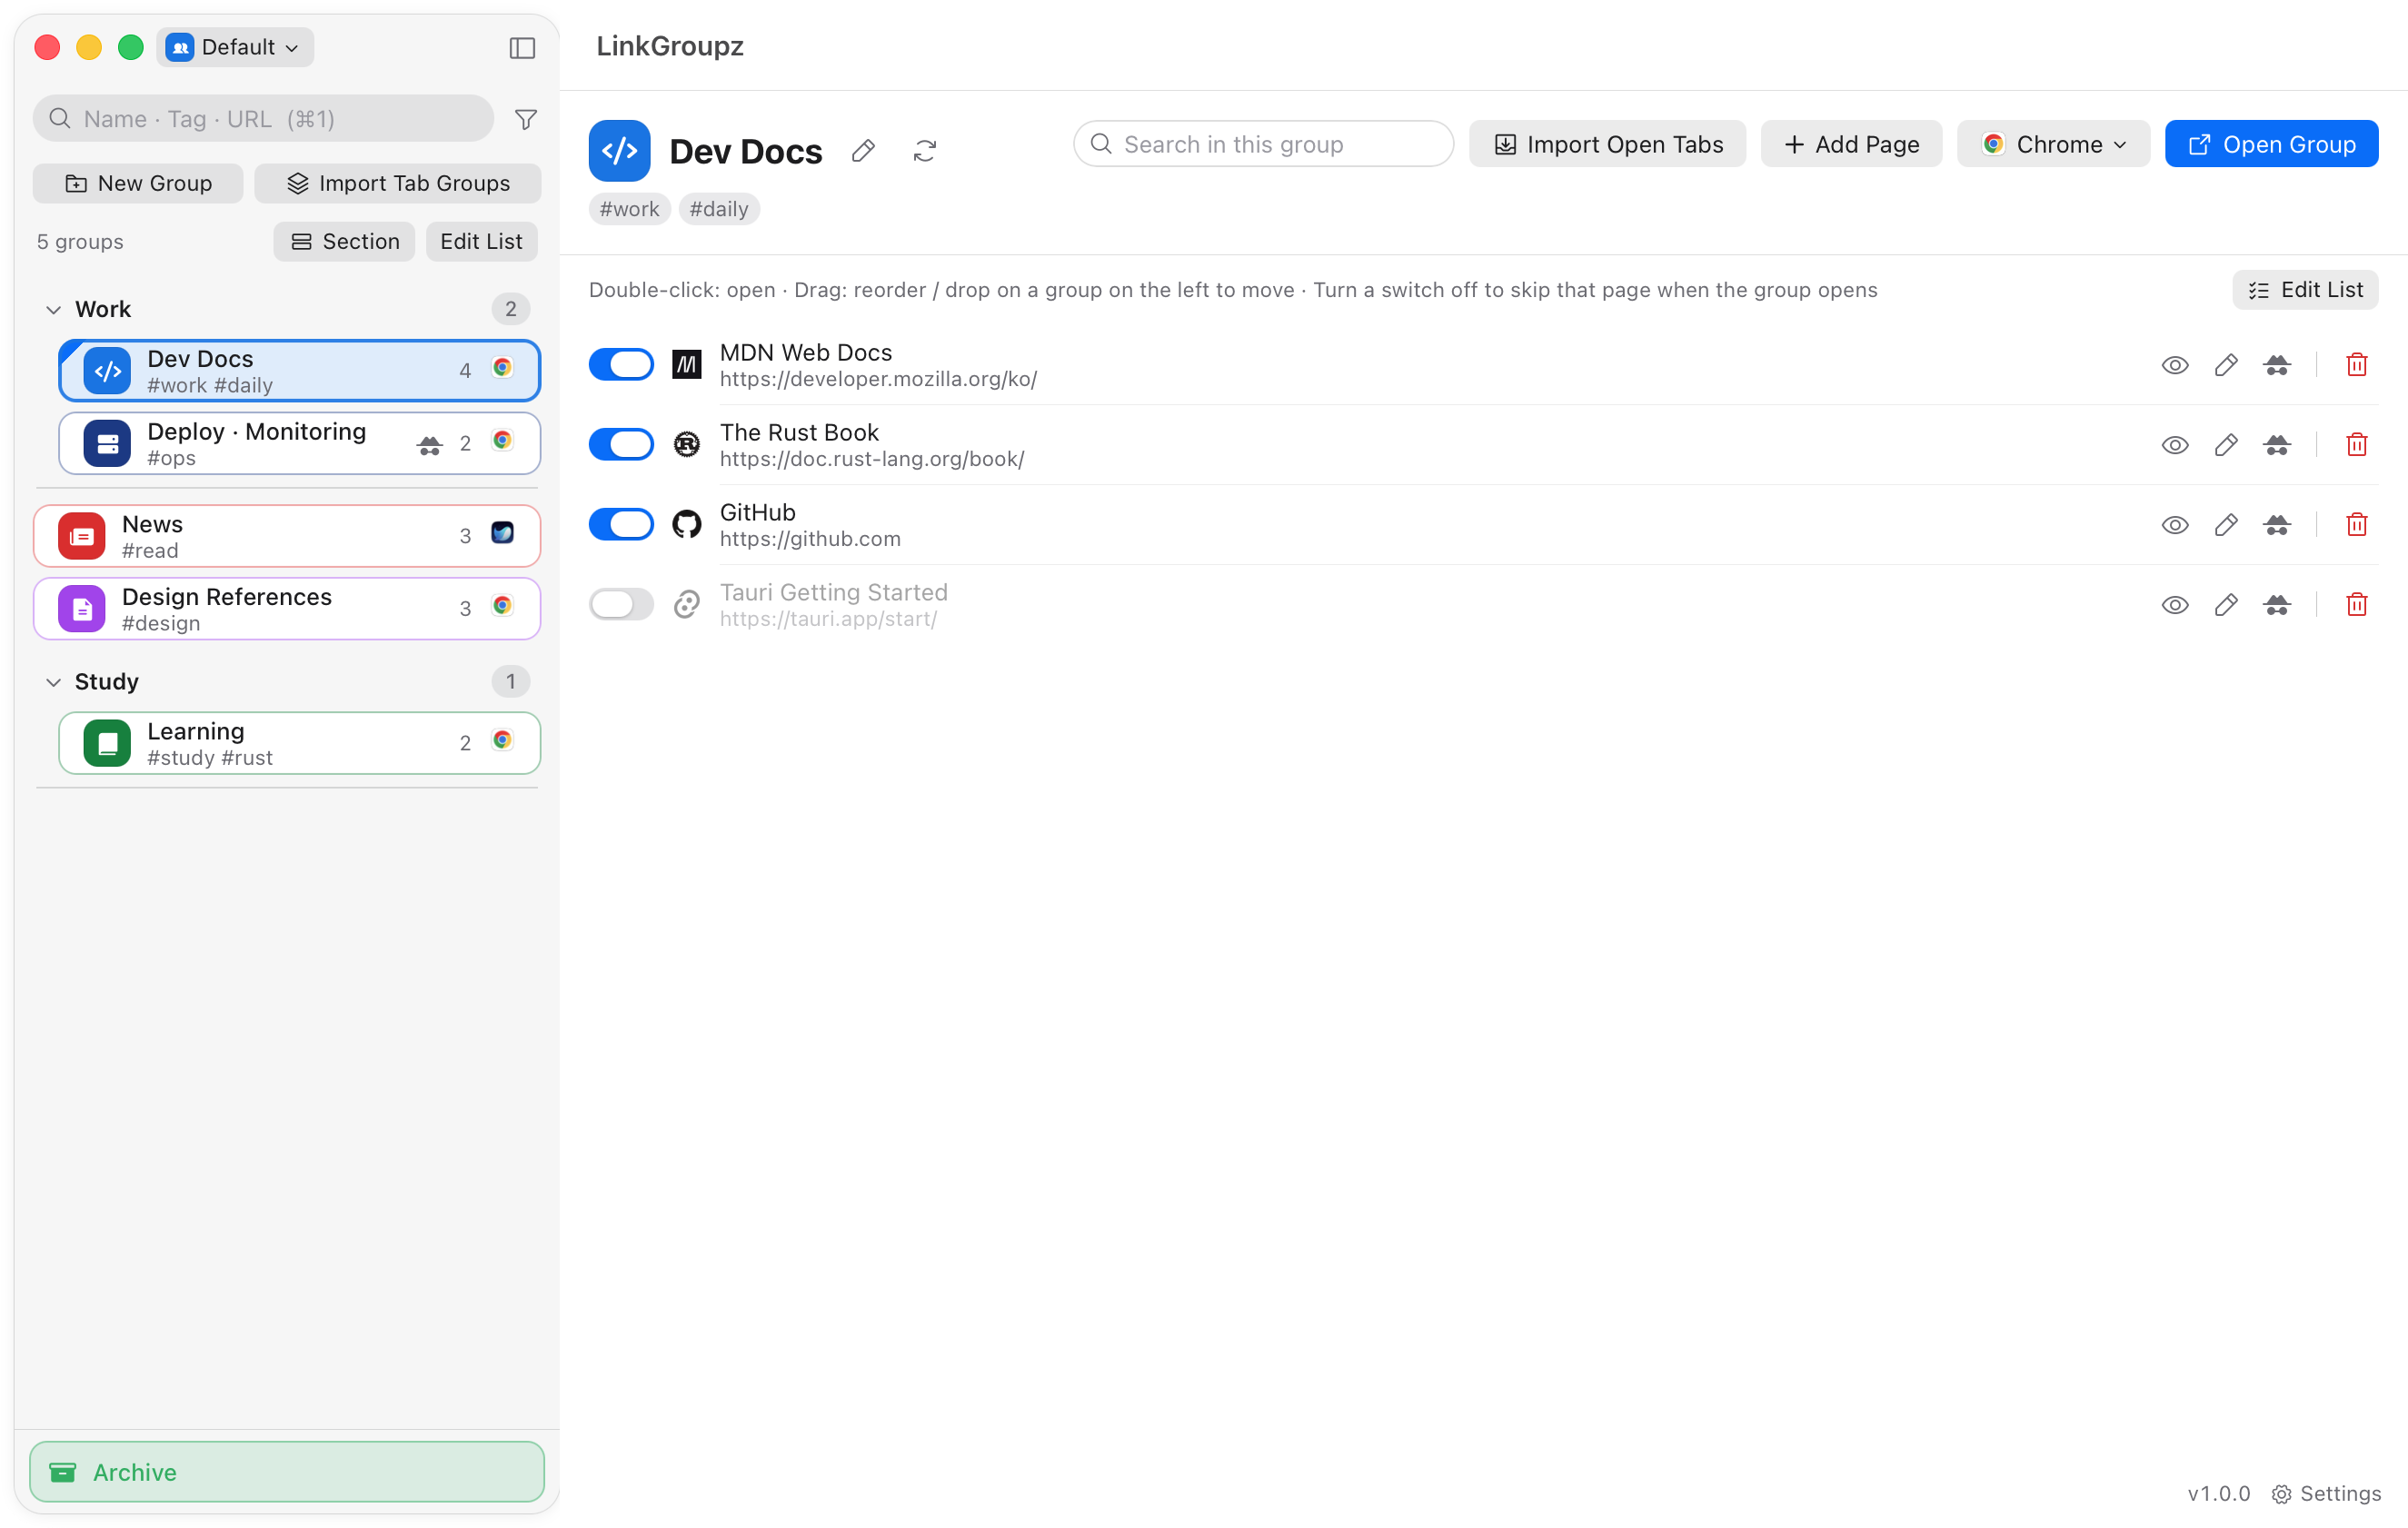 Default
LinkGroupz
Name · Tag · URL (⌘1)
New Group
Import Tab Groups
5 groups
Section
Edit List
Work
2
Dev Docs
#work #daily
4
Deploy · Monitoring
#ops
2
News
#read
3
Design References
#design
3
Study
1
Learning
#study #rust
2
Archive
Dev Docs
Search in this group
Import Open Tabs
Add Page
Chrome
Open Group
#work
#daily
Double-click: open · Drag: reorder / drop on a group on the left to move · Turn a switch off to skip that page when the group opens
Edit List
MDN Web Docs
https://developer.mozilla.org/ko/
The Rust Book
https://doc.rust-lang.org/book/
GitHub
https://github.com
Tauri Getting Started
https://tauri.app/start/
v1.0.0
Settings